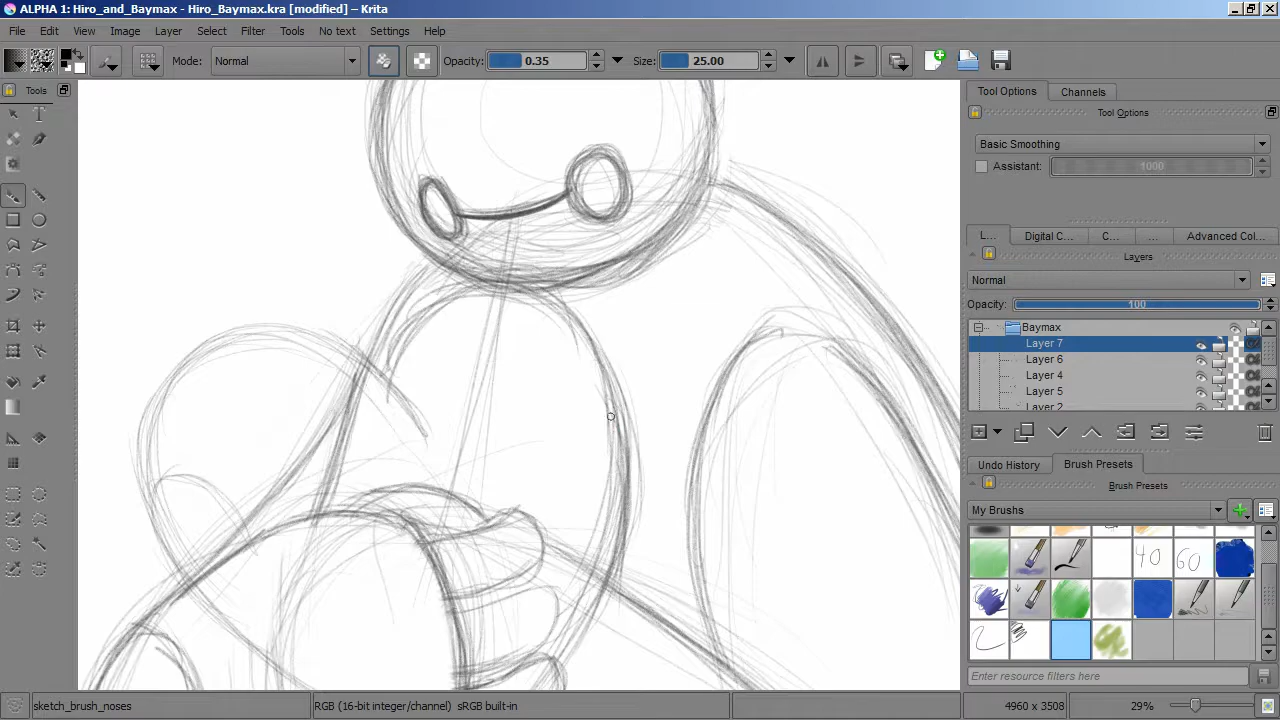 ALPHA 1: Hiro_and_Baymax - Hiro_Baymax.kra [modified] – Krita
File Edit View Image Layer Select Filter Tools No text Settings Help
Mode: Normal Opacity: 0.35 Size: 25.00
Tools
Tool Options Channels
Tool Options
Basic Smoothing
Assistant: 1000
L... Digital C... C... ... Advanced Col...
Layers
Normal
Opacity: 100
Baymax
Layer 7
Layer 6
Layer 4
Layer 5
Layer 2
Undo History Brush Presets
Brush Presets
My Brushes
40 60
Enter resource filters here
sketch_brush_noses RGB (16-bit integer/channel) sRGB built-in 4960 x 3508 29%